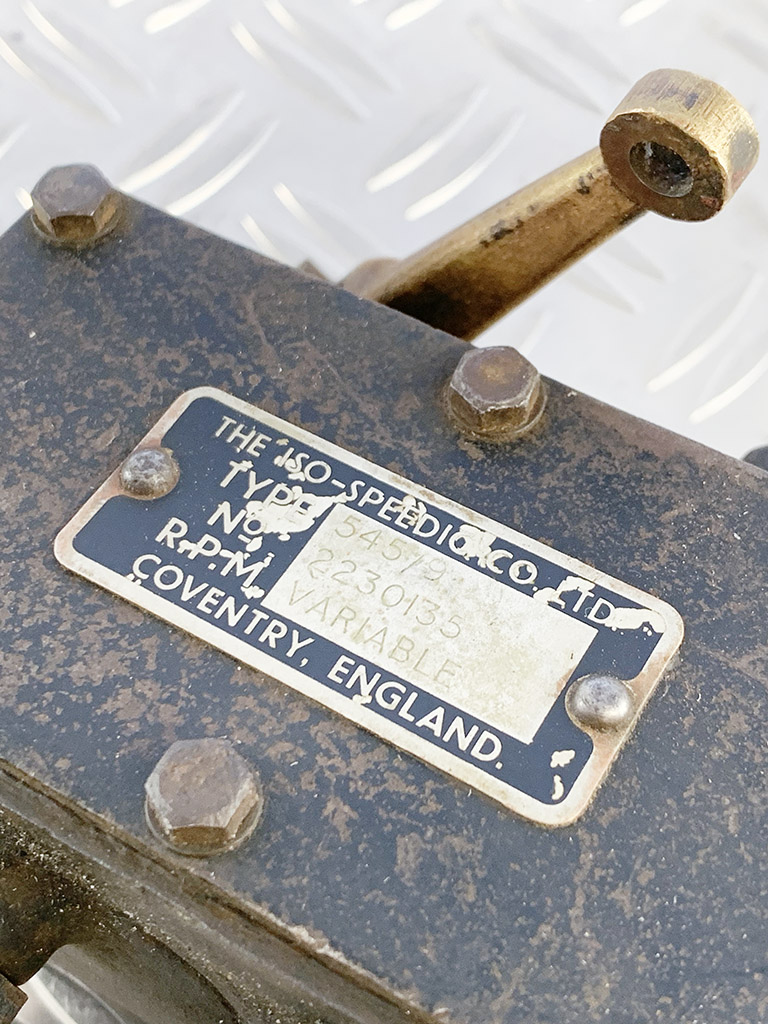 THE ISO-SPEEDIC CO. LTD.
TYPE 545/9
No. 2230135
R.P.M. VARIABLE
COVENTRY, ENGLAND.